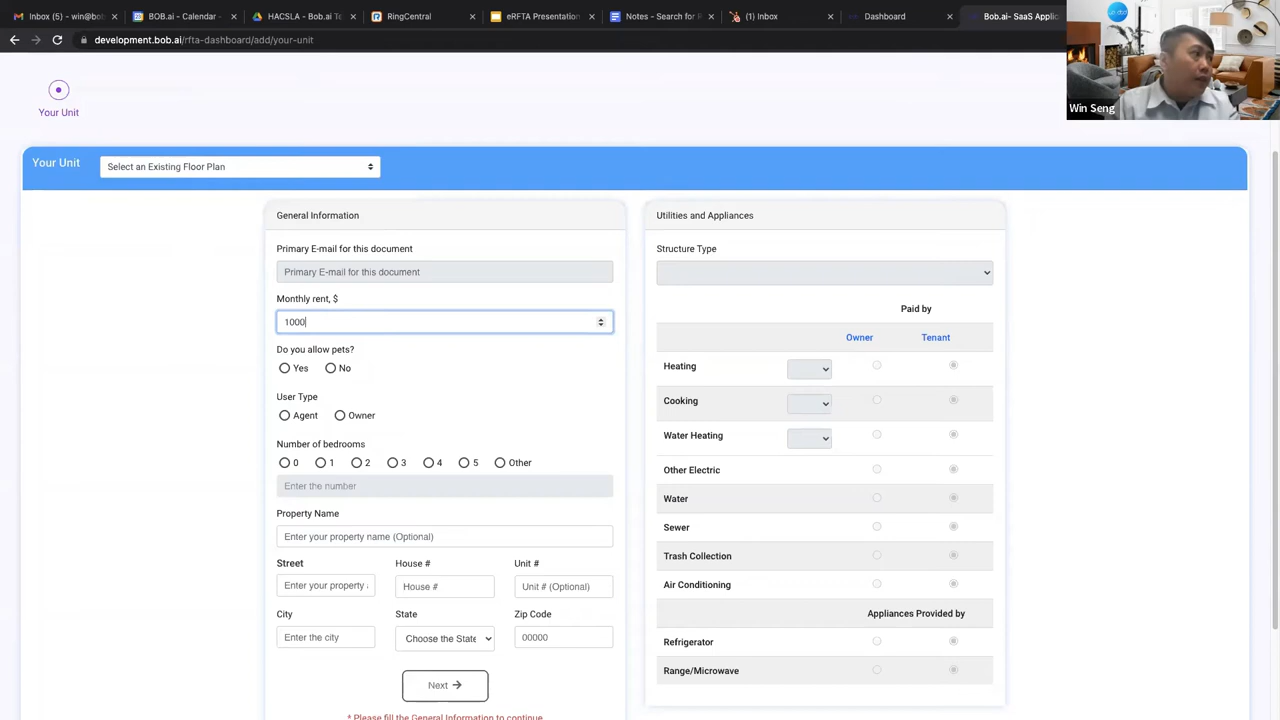 Inbox (5) - win@bob
BOB.ai - Calendar -
HACSLA - Bob.ai Te
RingCentral
eRFTA Presentation
Notes - Search for R
(1) Inbox
Dashboard
Bob.ai- SaaS Applic
development.bob.ai/rfta-dashboard/add/your-unit
Win Seng
Your Unit
Your Unit
Select an Existing Floor Plan
General Information
Primary E-mail for this document
Primary E-mail for this document
Monthly rent, $
1000
Do you allow pets?
Yes No
User Type
Agent Owner
Number of bedrooms
0 1 2 3 4 5 Other
Enter the number
Property Name
Enter your property name (Optional)
Street House # Unit #
Enter your property a House # Unit # (Optional)
City State Zip Code
Enter the city Choose the State 00000
Next
* Please fill the General Information to continue
Utilities and Appliances
Structure Type
Paid by
Owner Tenant
Heating
Cooking
Water Heating
Other Electric
Water
Sewer
Trash Collection
Air Conditioning
Appliances Provided by
Refrigerator
Range/Microwave